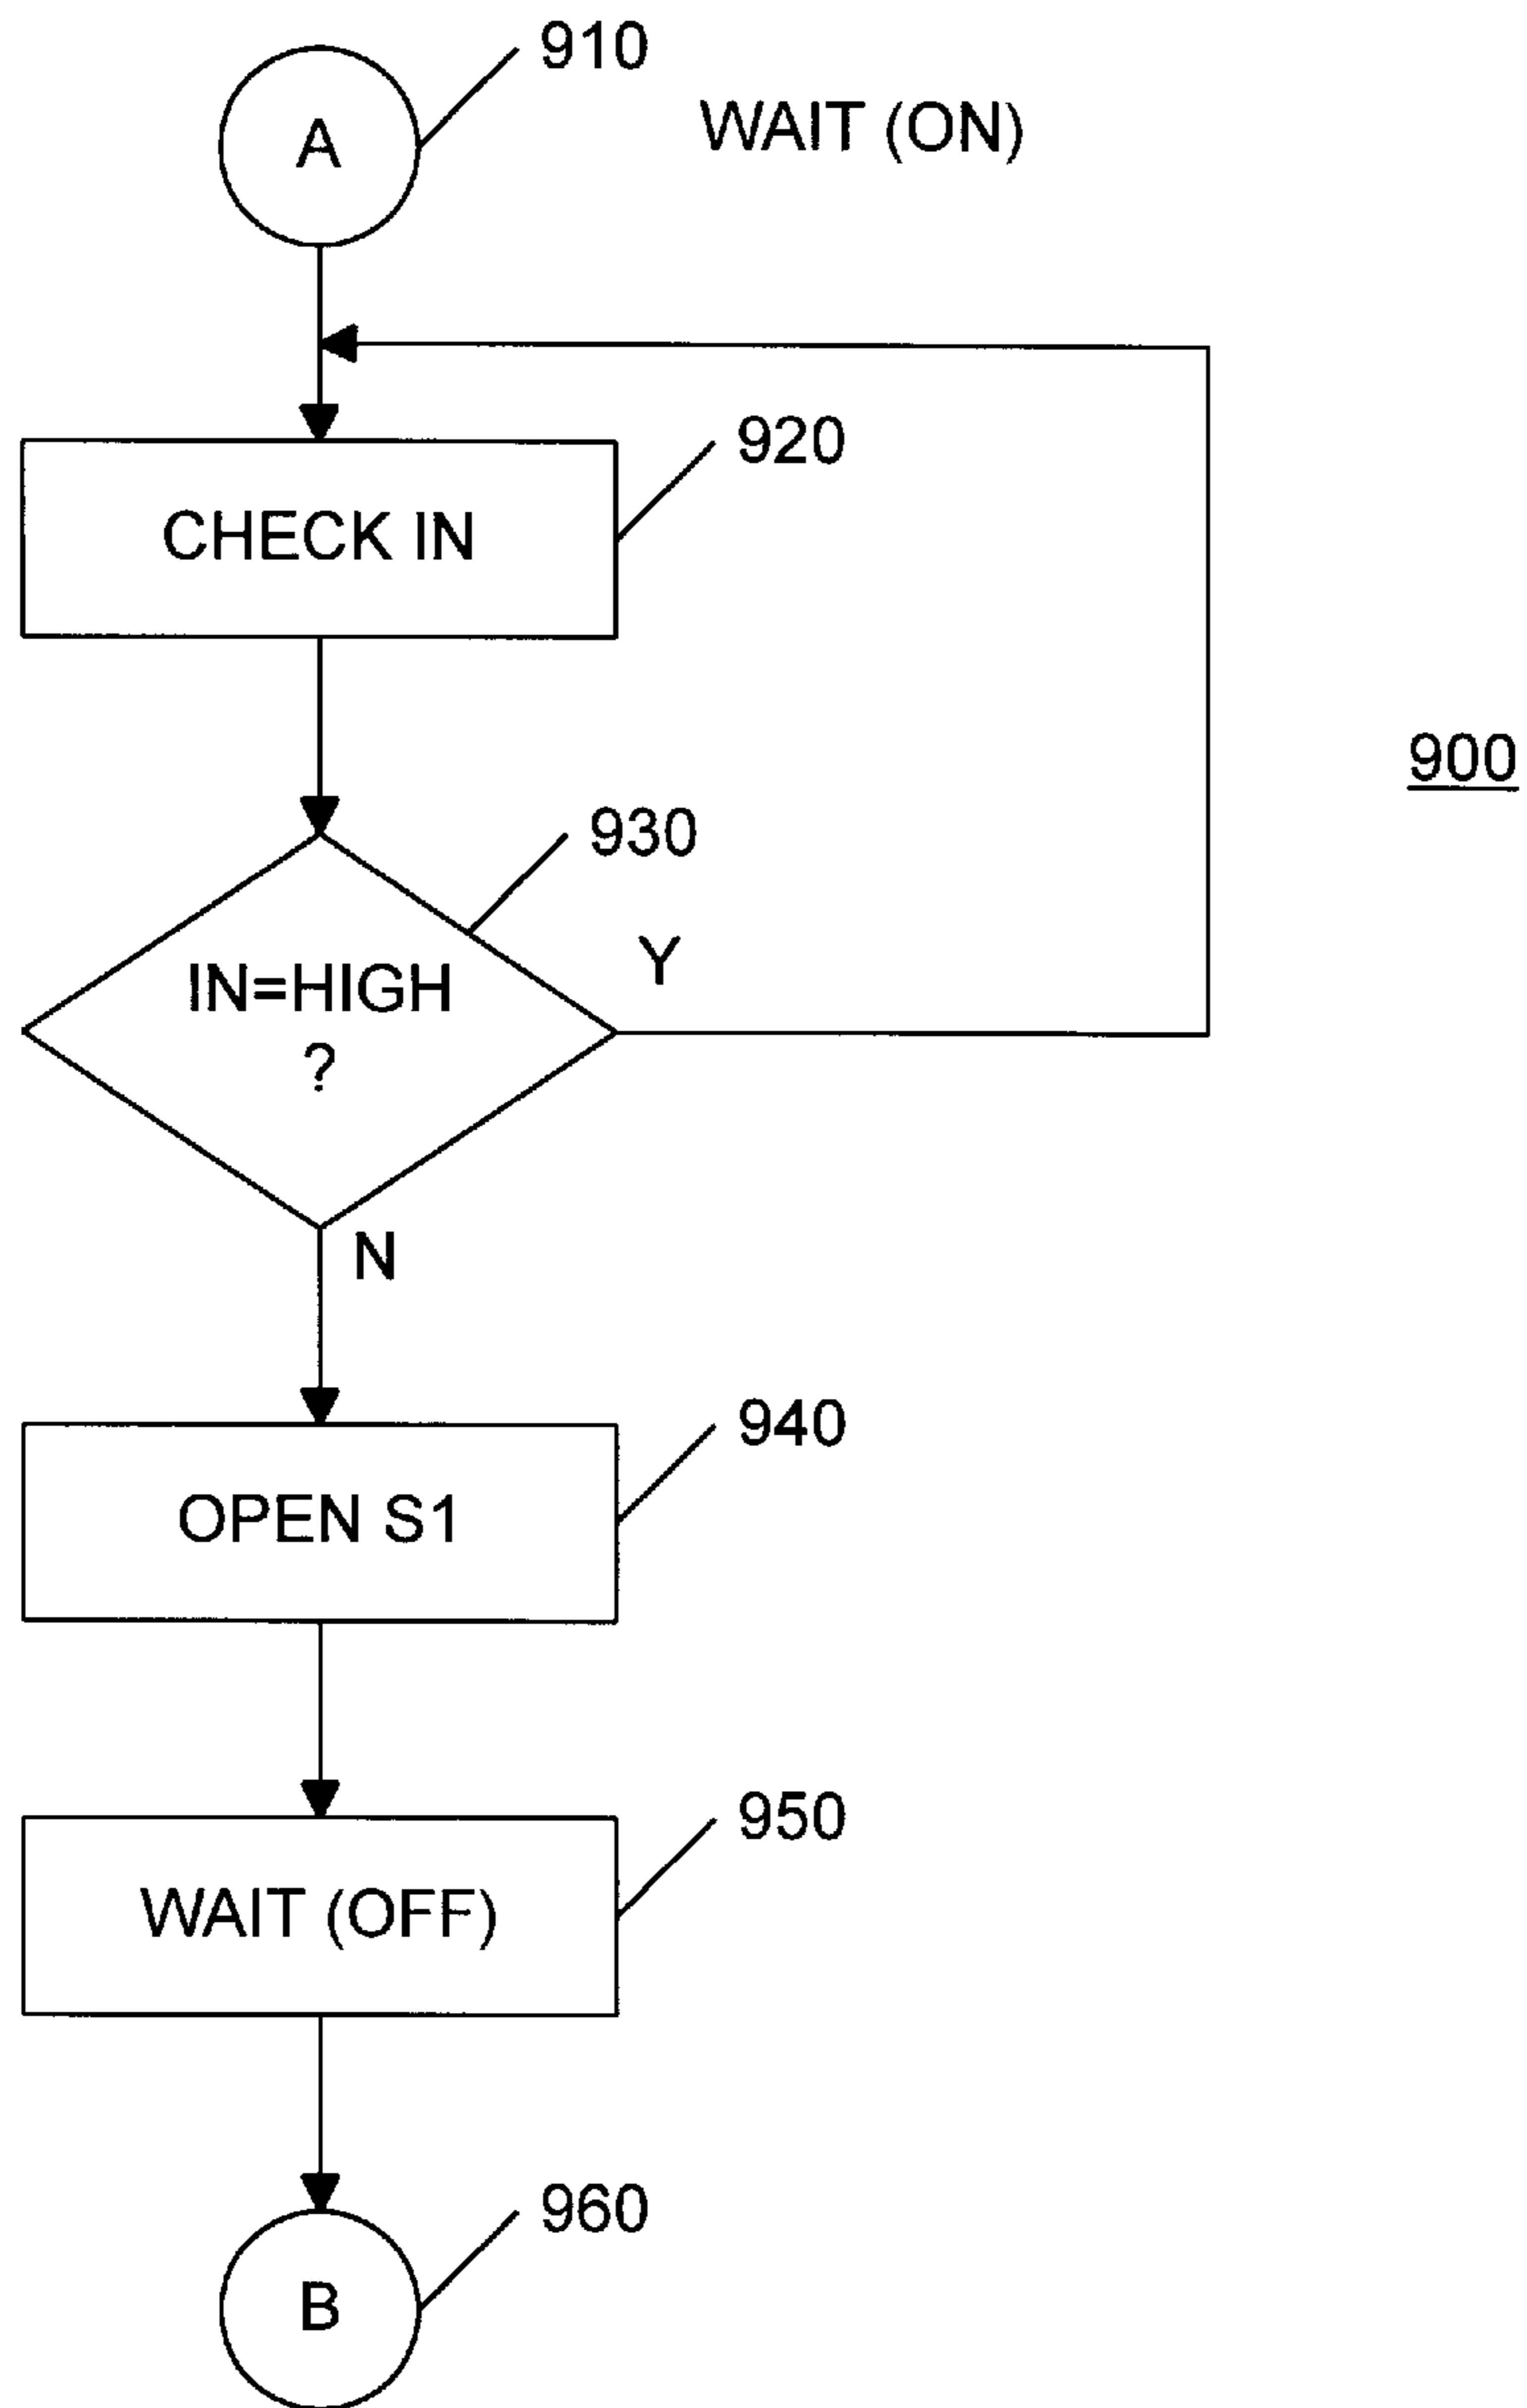 910
A
WAIT (ON)
920
CHECK IN
900
930
IN=HIGH
?
Y
N
940
OPEN S1
950
WAIT (OFF)
960
B